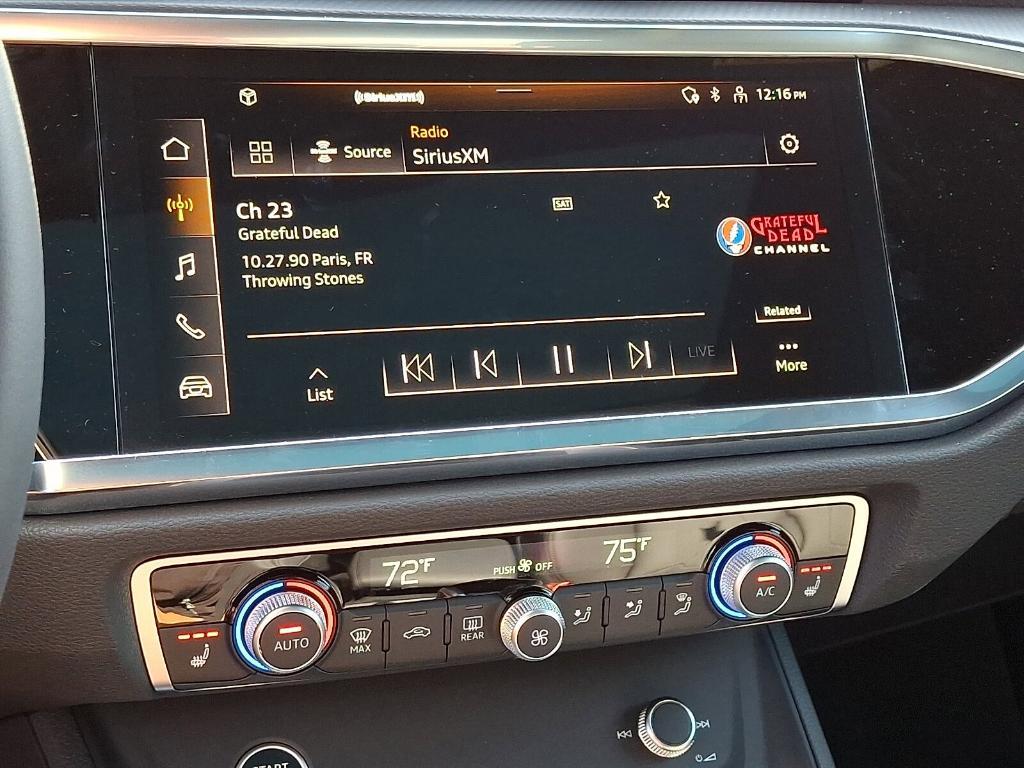 ((SiriusXM))
12:16 PM
Radio
SiriusXM
Source
Ch 23
SAT
Grateful Dead
10.27.90 Paris, FR
Throwing Stones
GRATEFUL
DEAD
CHANNEL
Related
LIVE
List
More
72°F
PUSH OFF
75°F
AUTO
MAX
REAR
A/C
START